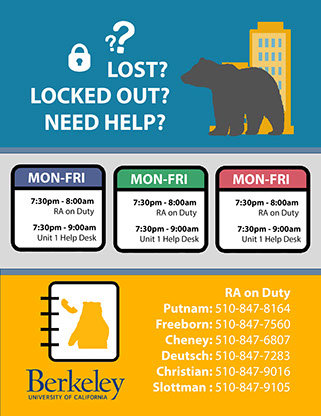 ??
LOST?
LOCKED OUT?
NEED HELP?
MON-FRI
7:30pm - 8:00am
RA on Duty
7:30pm - 9:00am
Unit 1 Help Desk
MON-FRI
7:30pm - 8:00am
RA on Duty
7:30pm - 9:00am
Unit 1 Help Desk
MON-FRI
7:30pm - 8:00am
RA on Duty
7:30pm - 9:00am
Unit 1 Help Desk
RA on Duty
Putnam: 510-847-8164
Freeborn: 510-847-7560
Cheney: 510-847-6807
Deutsch: 510-847-7283
Christian: 510-847-9016
Slottman : 510-847-9105
Berkeley
UNIVERSITY OF CALIFORNIA